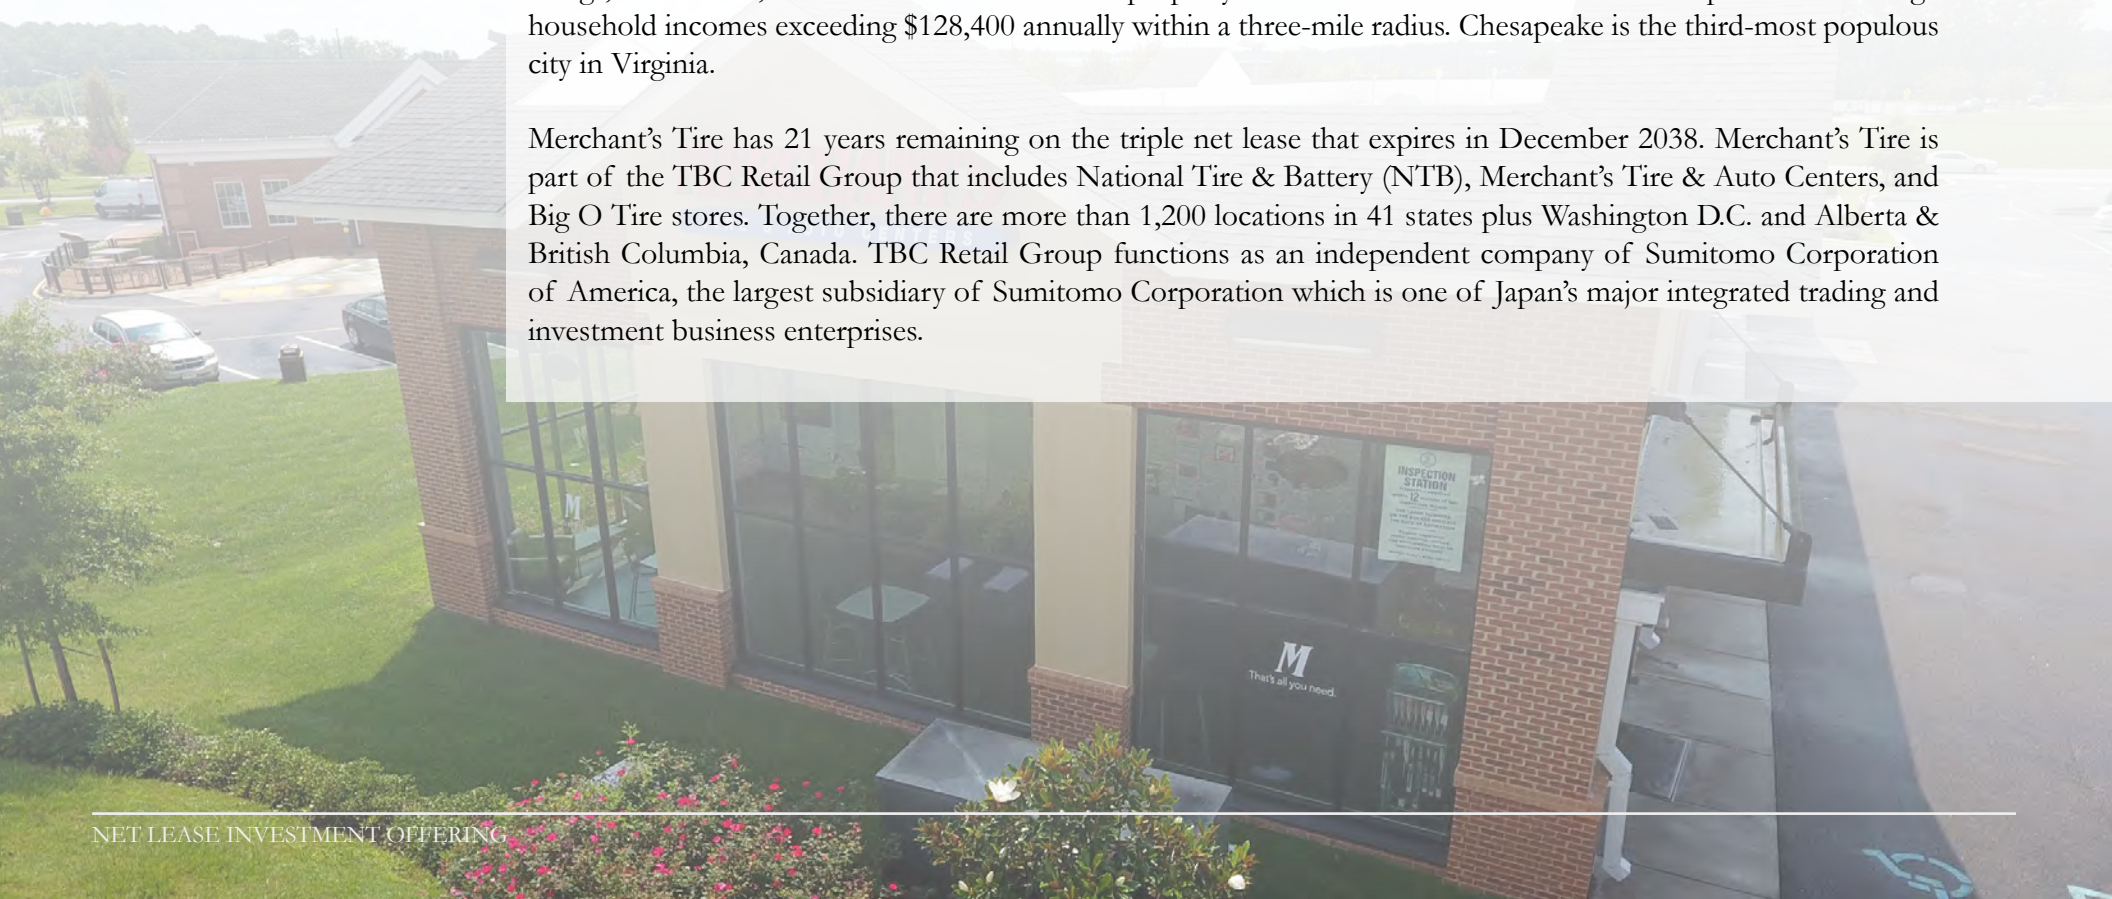 household incomes exceeding $128,400 annually within a three-mile radius. Chesapeake is the third-most populous
city in Virginia.
Merchant’s Tire has 21 years remaining on the triple net lease that expires in December 2038. Merchant’s Tire is
part of the TBC Retail Group that includes National Tire & Battery (NTB), Merchant’s Tire & Auto Centers, and
Big O Tire stores. Together, there are more than 1,200 locations in 41 states plus Washington D.C. and Alberta &
British Columbia, Canada. TBC Retail Group functions as an independent company of Sumitomo Corporation
of America, the largest subsidiary of Sumitomo Corporation which is one of Japan’s major integrated trading and
investment business enterprises.
INSPECTION
STATION
12
M
M
That's all you need.
NET LEASE INVESTMENT OFFERING